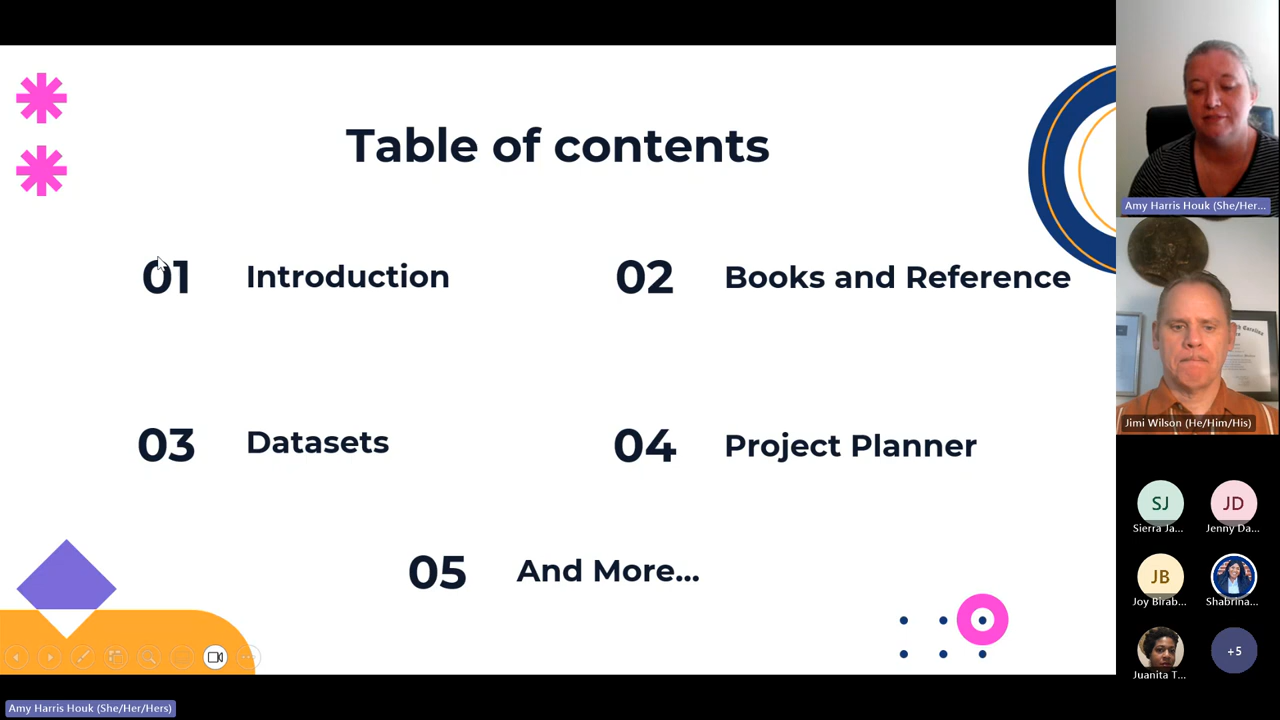 Table of contents
01 Introduction
02 Books and Reference
03 Datasets
04 Project Planner
05 And More...
Amy Harris Houk (She/Her...
Jimi Wilson (He/Him/His)
SJ
Sierra Ja...
JD
Jenny Da...
JB
Joy Birab...
Shabrina...
Juanita T...
+5
Amy Harris Houk (She/Her/Hers)